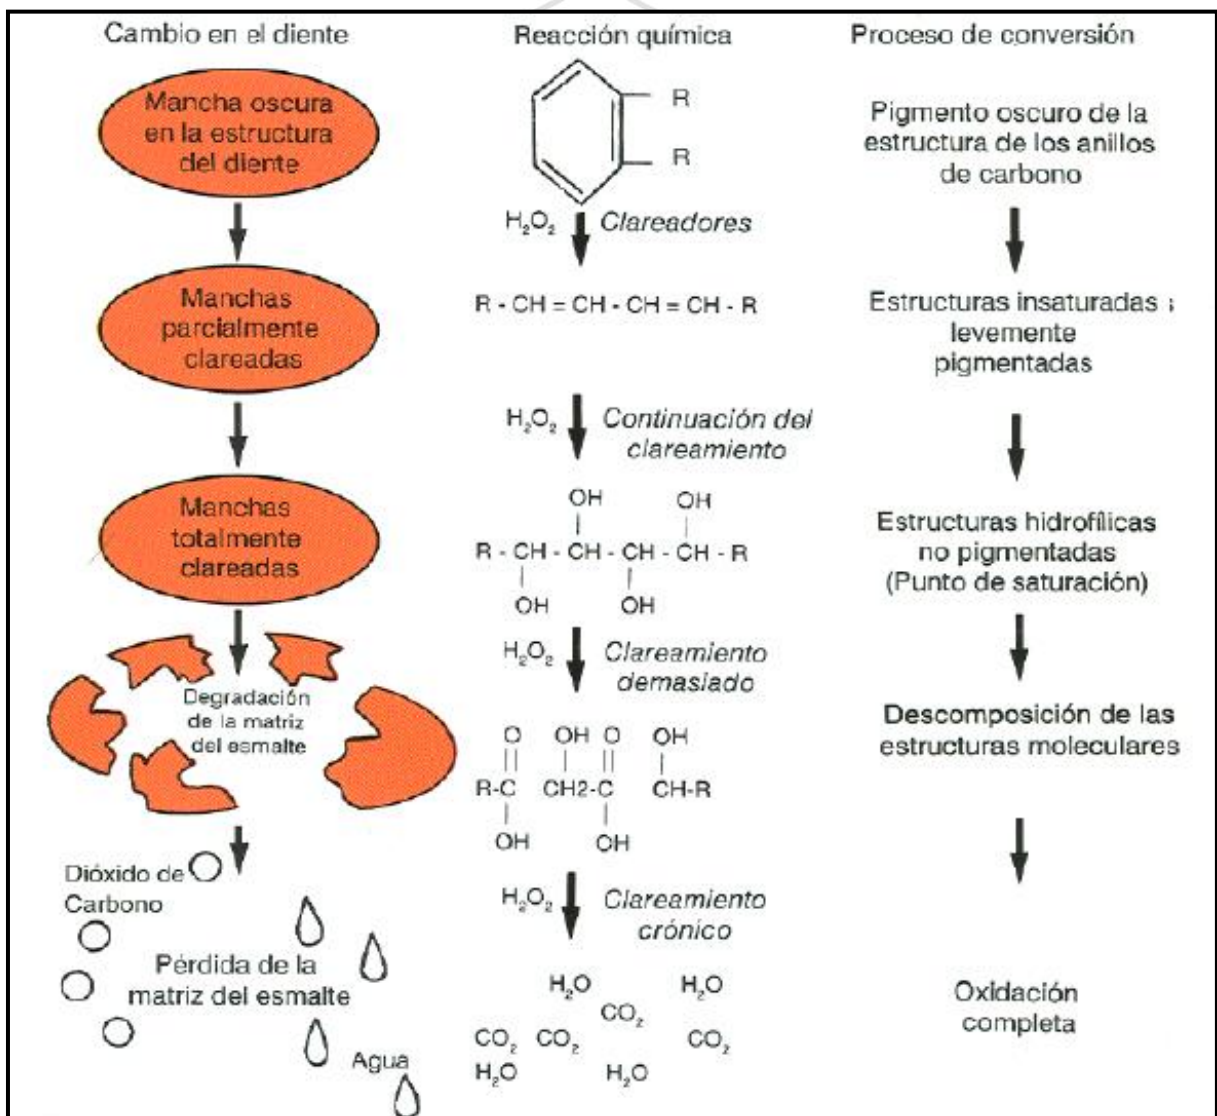 Cambio en el diente
Mancha oscura
en la estructura
del diente
Manchas
parcialmente
clareadas
Manchas
totalmente
clareadas
Degradación
de la matriz
del esmalte
Dióxido de
Carbono
Pérdida de la
matriz del esmalte
Agua
Reacción química
R
R
H₂O₂ Clareadores
R - CH = CH - CH = CH - R
H₂O₂ Continuación del
clareamiento
OH OH
R - CH - CH - CH - CH - R
OH OH
H₂O₂ Clareamiento
demasiado
O OH O OH
R-C CH2-C CH-R
OH OH
H₂O₂ Clareamiento
crónico
H₂O H₂O
CO₂
CO₂ CO₂ CO₂
H₂O H₂O
Proceso de conversión
Pigmento oscuro de la
estructura de los anillos
de carbono
Estructuras insaturadas
levemente
pigmentadas
Estructuras hidrofílicas
no pigmentadas
(Punto de saturación)
Descomposición de las
estructuras moleculares
Oxidación
completa